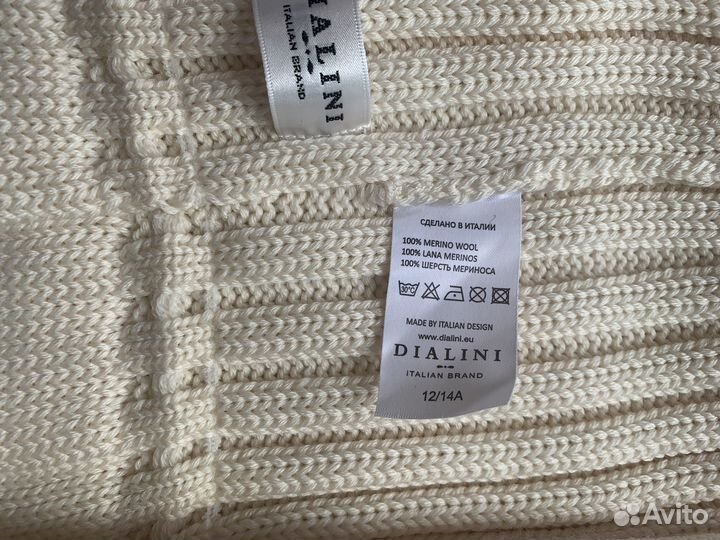 DIALINI
ITALIAN BRAND
СДЕЛАНО В ИТАЛИИ
100% MERINO WOOL
100% LANA MERINOS
100% ШЕРСТЬ МЕРИНОСА
30°C
MADE BY ITALIAN DESIGN
www.dialini.eu
DIALINI
ITALIAN BRAND
12/14A
Avito